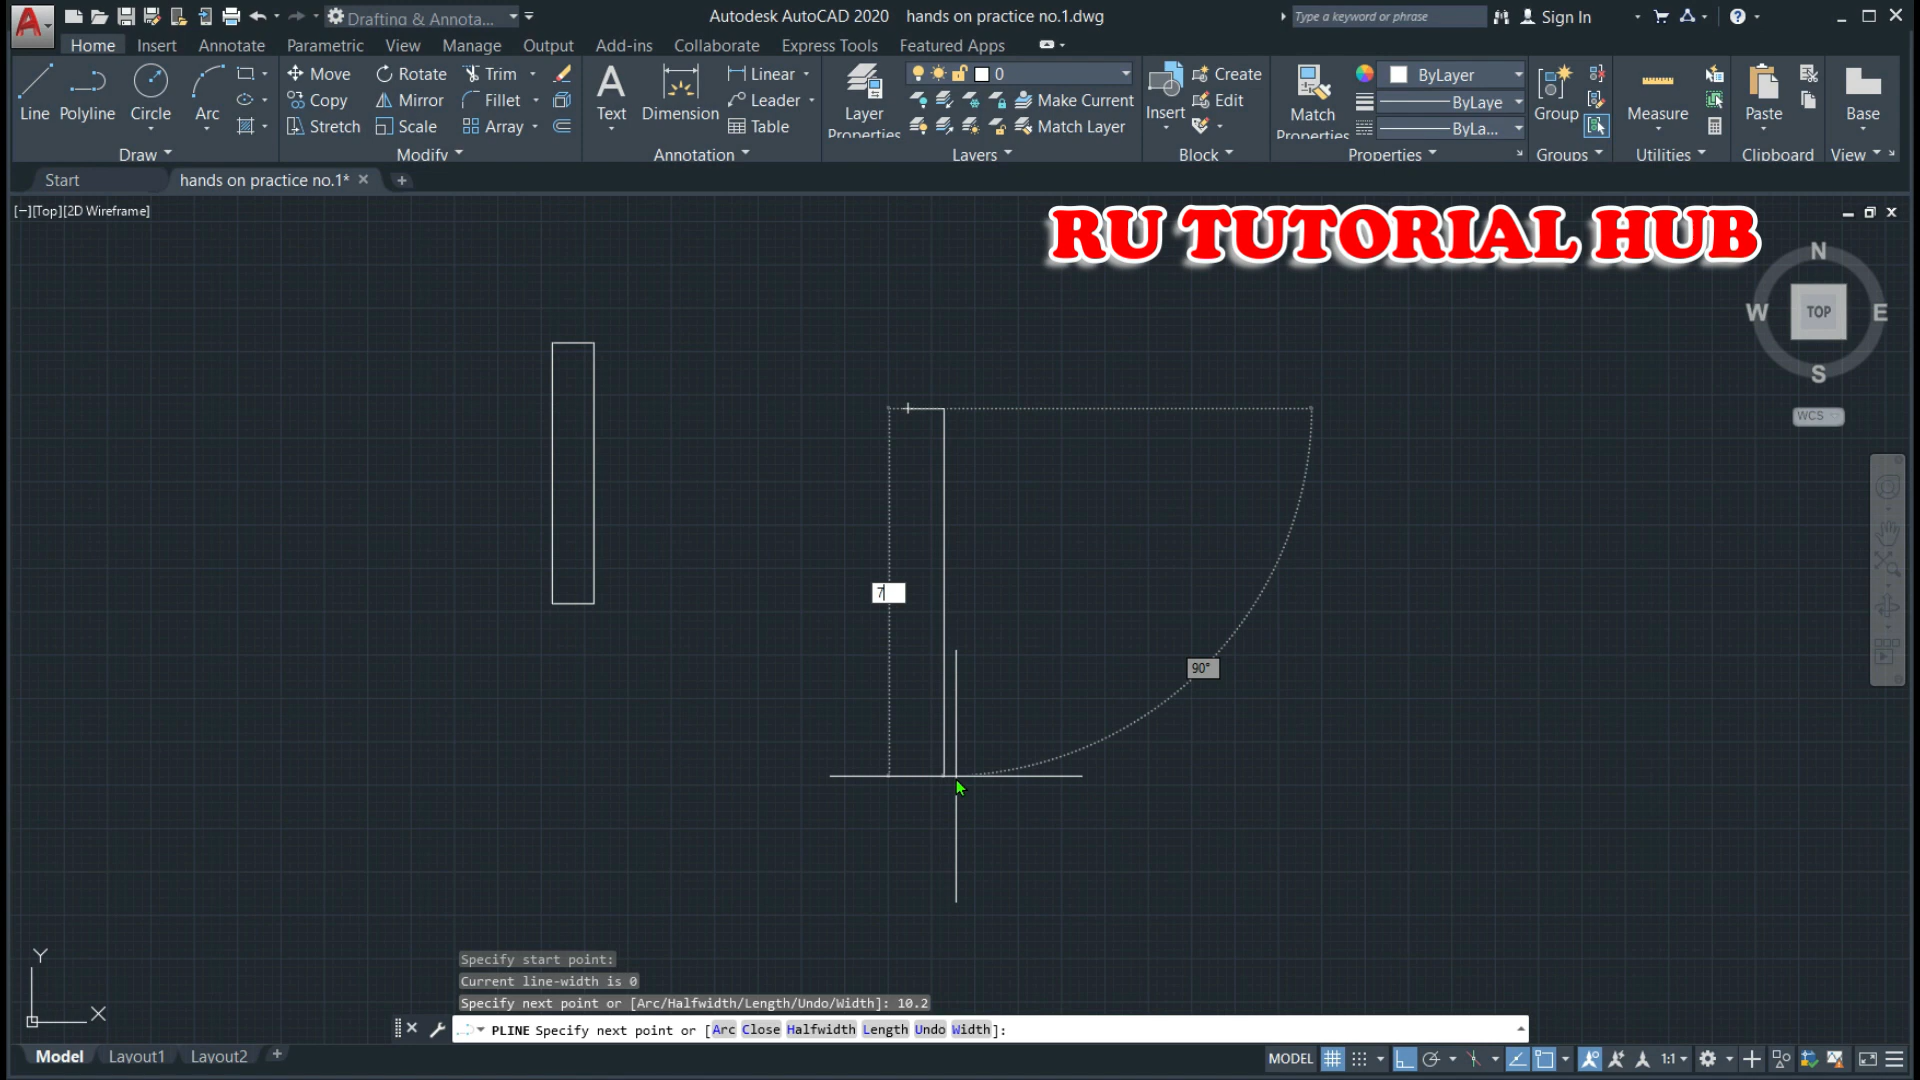 Drafting & Annota...
Autodesk AutoCAD 2020 hands on practice no.1.dwg
Type a keyword or phrase
Sign In
Home Insert Annotate Parametric View Manage Output Add-ins Collaborate Express Tools Featured Apps
Line Polyline Circle Arc
Move Rotate Trim
Copy Mirror Fillet
Stretch Scale Array
Text Dimension
Linear
Leader
Table
Layer Properties
0
Make Current
Match Layer
Insert
Create
Edit
Match Properties
ByLayer
ByLaye
ByLa...
Group
Measure
Paste
Base
Draw Modify Annotation Layers Block Properties Groups Utilities Clipboard View
Start hands on practice no.1*
[−][Top][2D Wireframe]
RU TUTORIAL HUB
N
W TOP E
S
WCS
7
90°
Y
X
Specify start point:
Current line-width is 0
Specify next point or [Arc/Halfwidth/Length/Undo/Width]: 10.2
PLINE Specify next point or [Arc Close Halfwidth Length Undo Width]:
Model Layout1 Layout2
MODEL 1:1